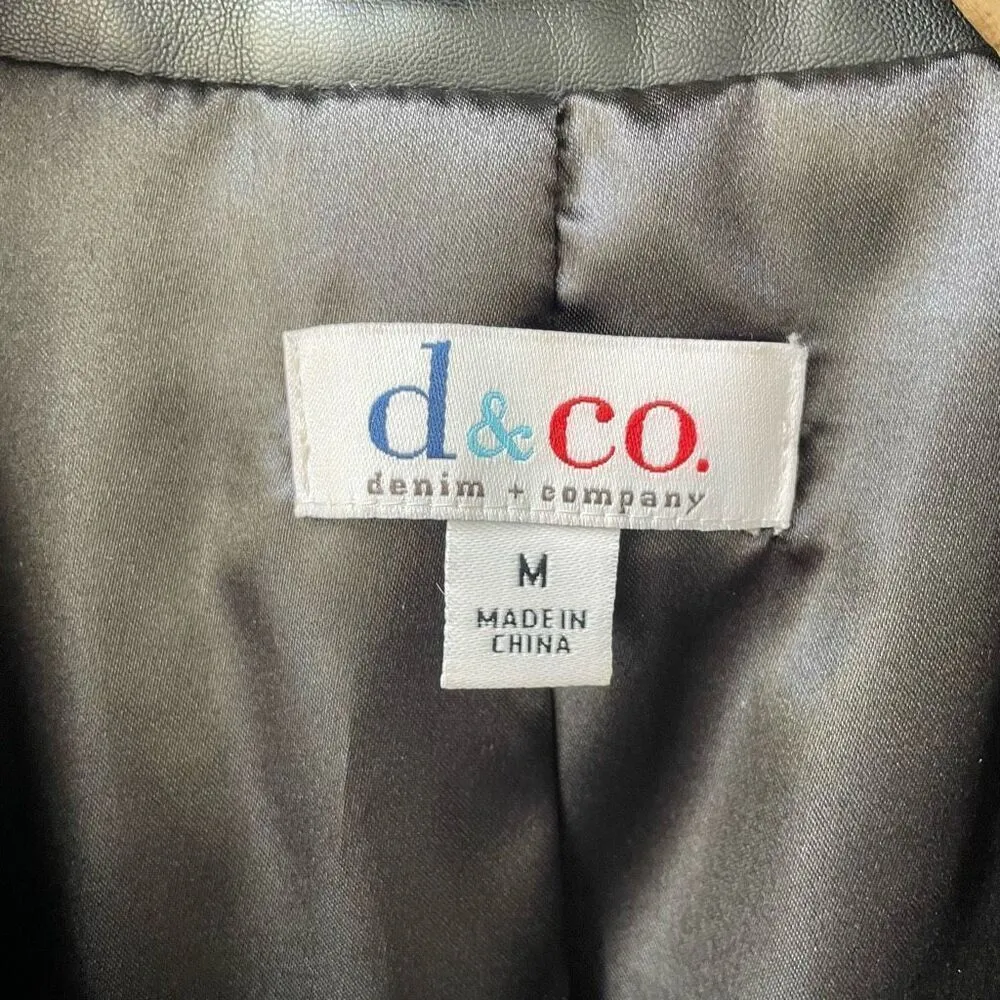 d&co.
denim + company
M
MADE IN
CHINA